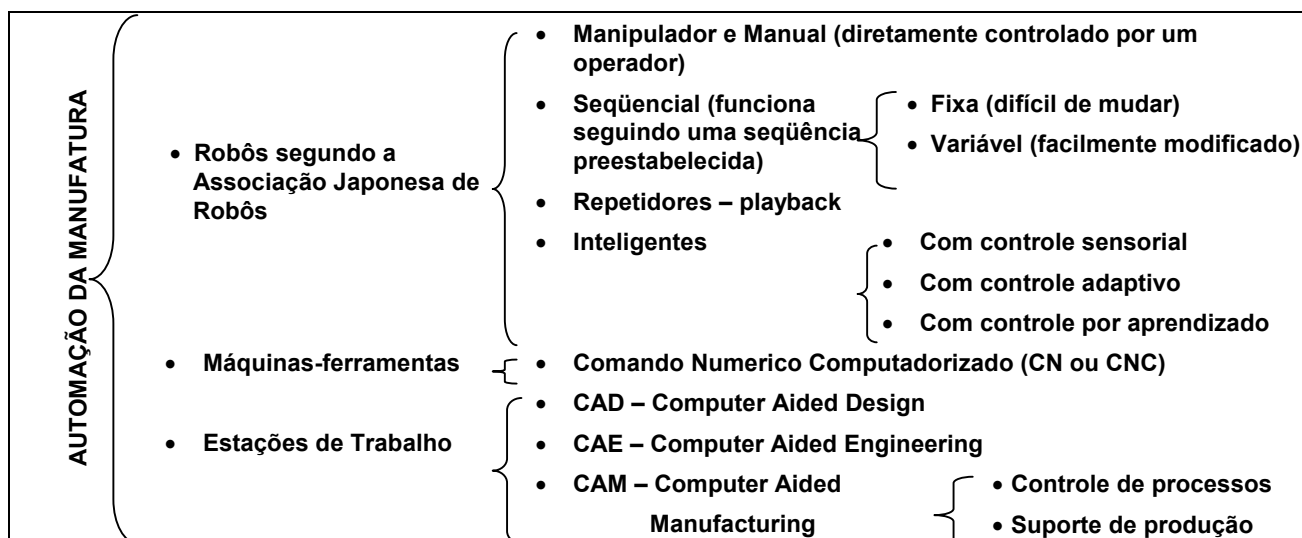 AUTOMAÇÃO DA MANUFATURA
• Robôs segundo a
Associação Japonesa de
Robôs
• Manipulador e Manual (diretamente controlado por um
operador)
• Seqüencial (funciona
seguindo uma seqüência
preestabelecida)
• Fixa (difícil de mudar)
• Variável (facilmente modificado)
• Repetidores – playback
• Inteligentes
• Com controle sensorial
• Com controle adaptivo
• Com controle por aprendizado
• Máquinas-ferramentas
• Comando Numerico Computadorizado (CN ou CNC)
• Estações de Trabalho
• CAD – Computer Aided Design
• CAE – Computer Aided Engineering
• CAM – Computer Aided
Manufacturing
• Controle de processos
• Suporte de produção